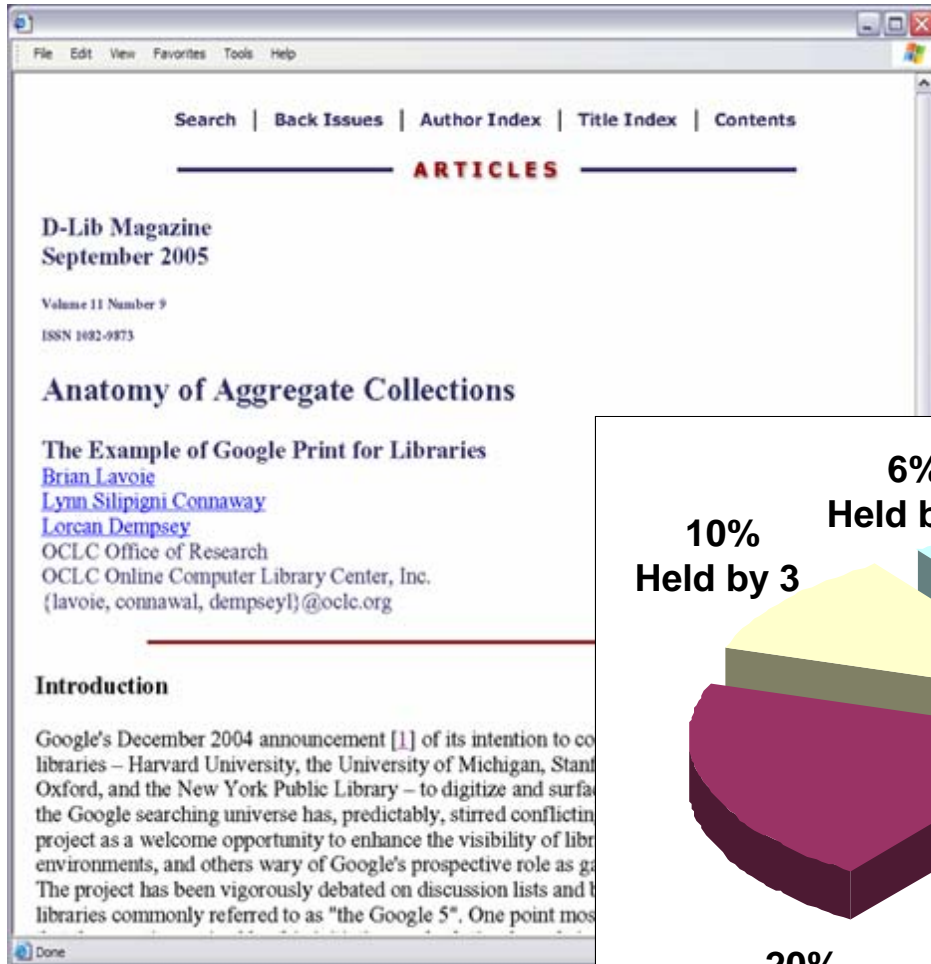 File Edit View Favorites Tools Help
Search | Back Issues | Author Index | Title Index | Contents
ARTICLES
D-Lib Magazine
September 2005
Volume 11 Number 9
ISSN 1082-9873
Anatomy of Aggregate Collections
The Example of Google Print for Libraries
Brian Lavoie
Lynn Silipigni Connaway
Lorcan Dempsey
OCLC Office of Research
OCLC Online Computer Library Center, Inc.
{lavoie, connawal, dempseyl}@oclc.org
Introduction
Google's December 2004 announcement [1] of its intention to
libraries – Harvard University, the University of Michigan,
Oxford, and the New York Public Library – to digitize and
the Google searching universe has, predictably, stirred
project as a welcome opportunity to enhance the visibility of
environments, and others wary of Google's prospective role as
The project has been vigorously debated on discussion lists and
libraries commonly referred to as "the Google 5". One point
Done
6%
Held
10%
Held by 3
20%